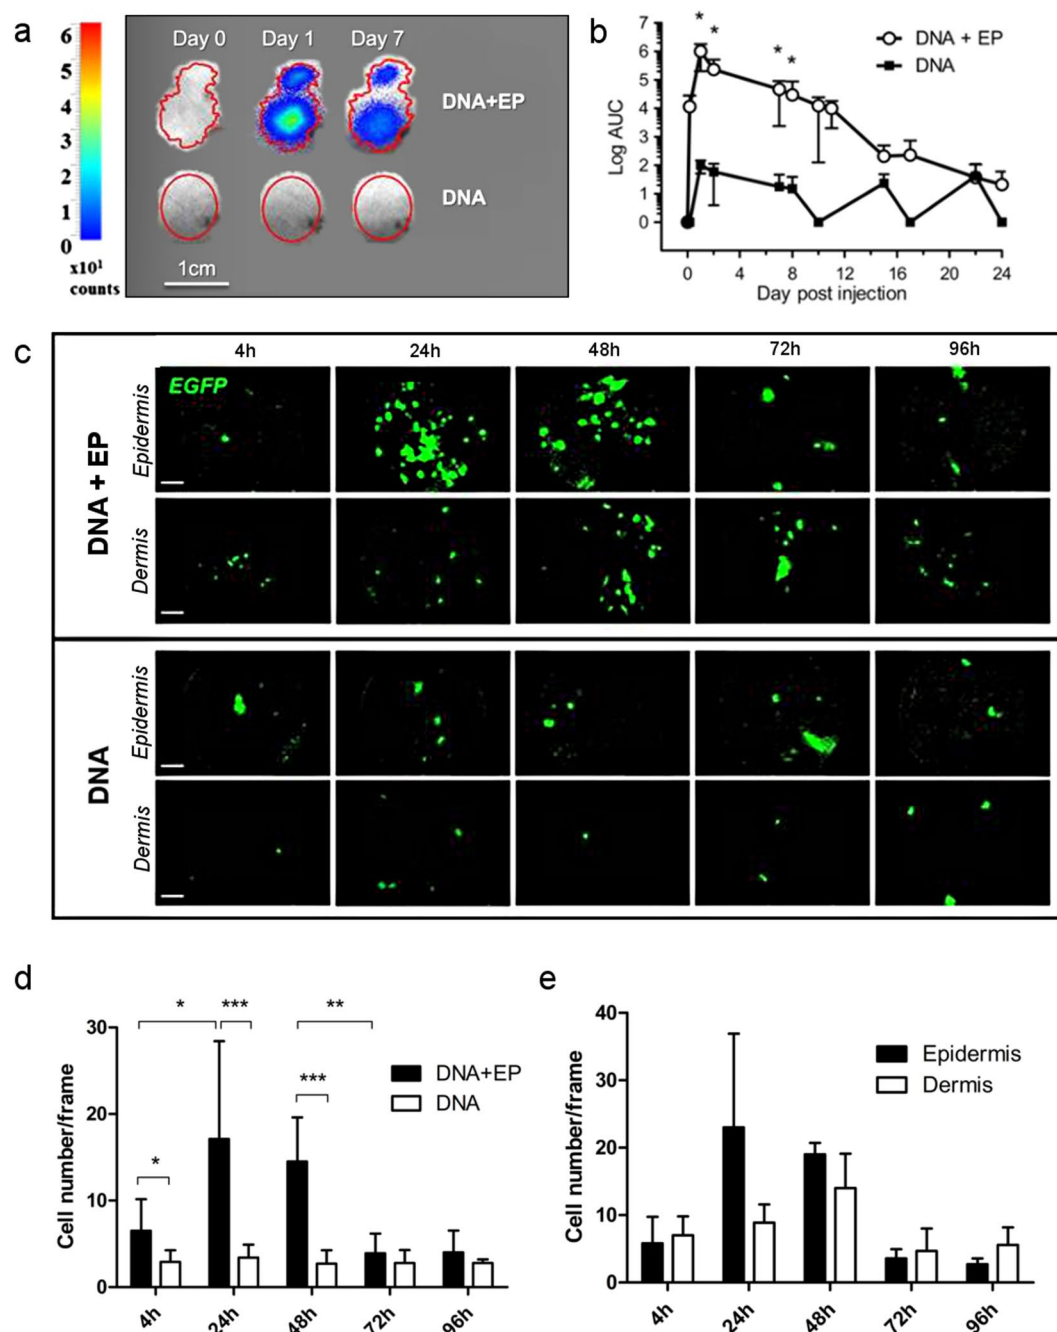 a
6
5
4
3
2
1
0
x10¹
counts
Day 0 Day 1 Day 7
DNA+EP
DNA
1cm
b
* * * *
DNA + EP
DNA
Log AUC
7
6
5
4
3
2
1
0
0 4 8 12 16 20 24
Day post injection
c
4h 24h 48h 72h 96h
DNA + EP
Epidermis
EGFP
Dermis
DNA
Epidermis
Dermis
d
* *** **
***
*
DNA+EP
DNA
Cell number/frame
30
20
10
0
4h 24h 48h 72h 96h
e
Epidermis
Dermis
Cell number/frame
40
30
20
10
0
4h 24h 48h 72h 96h